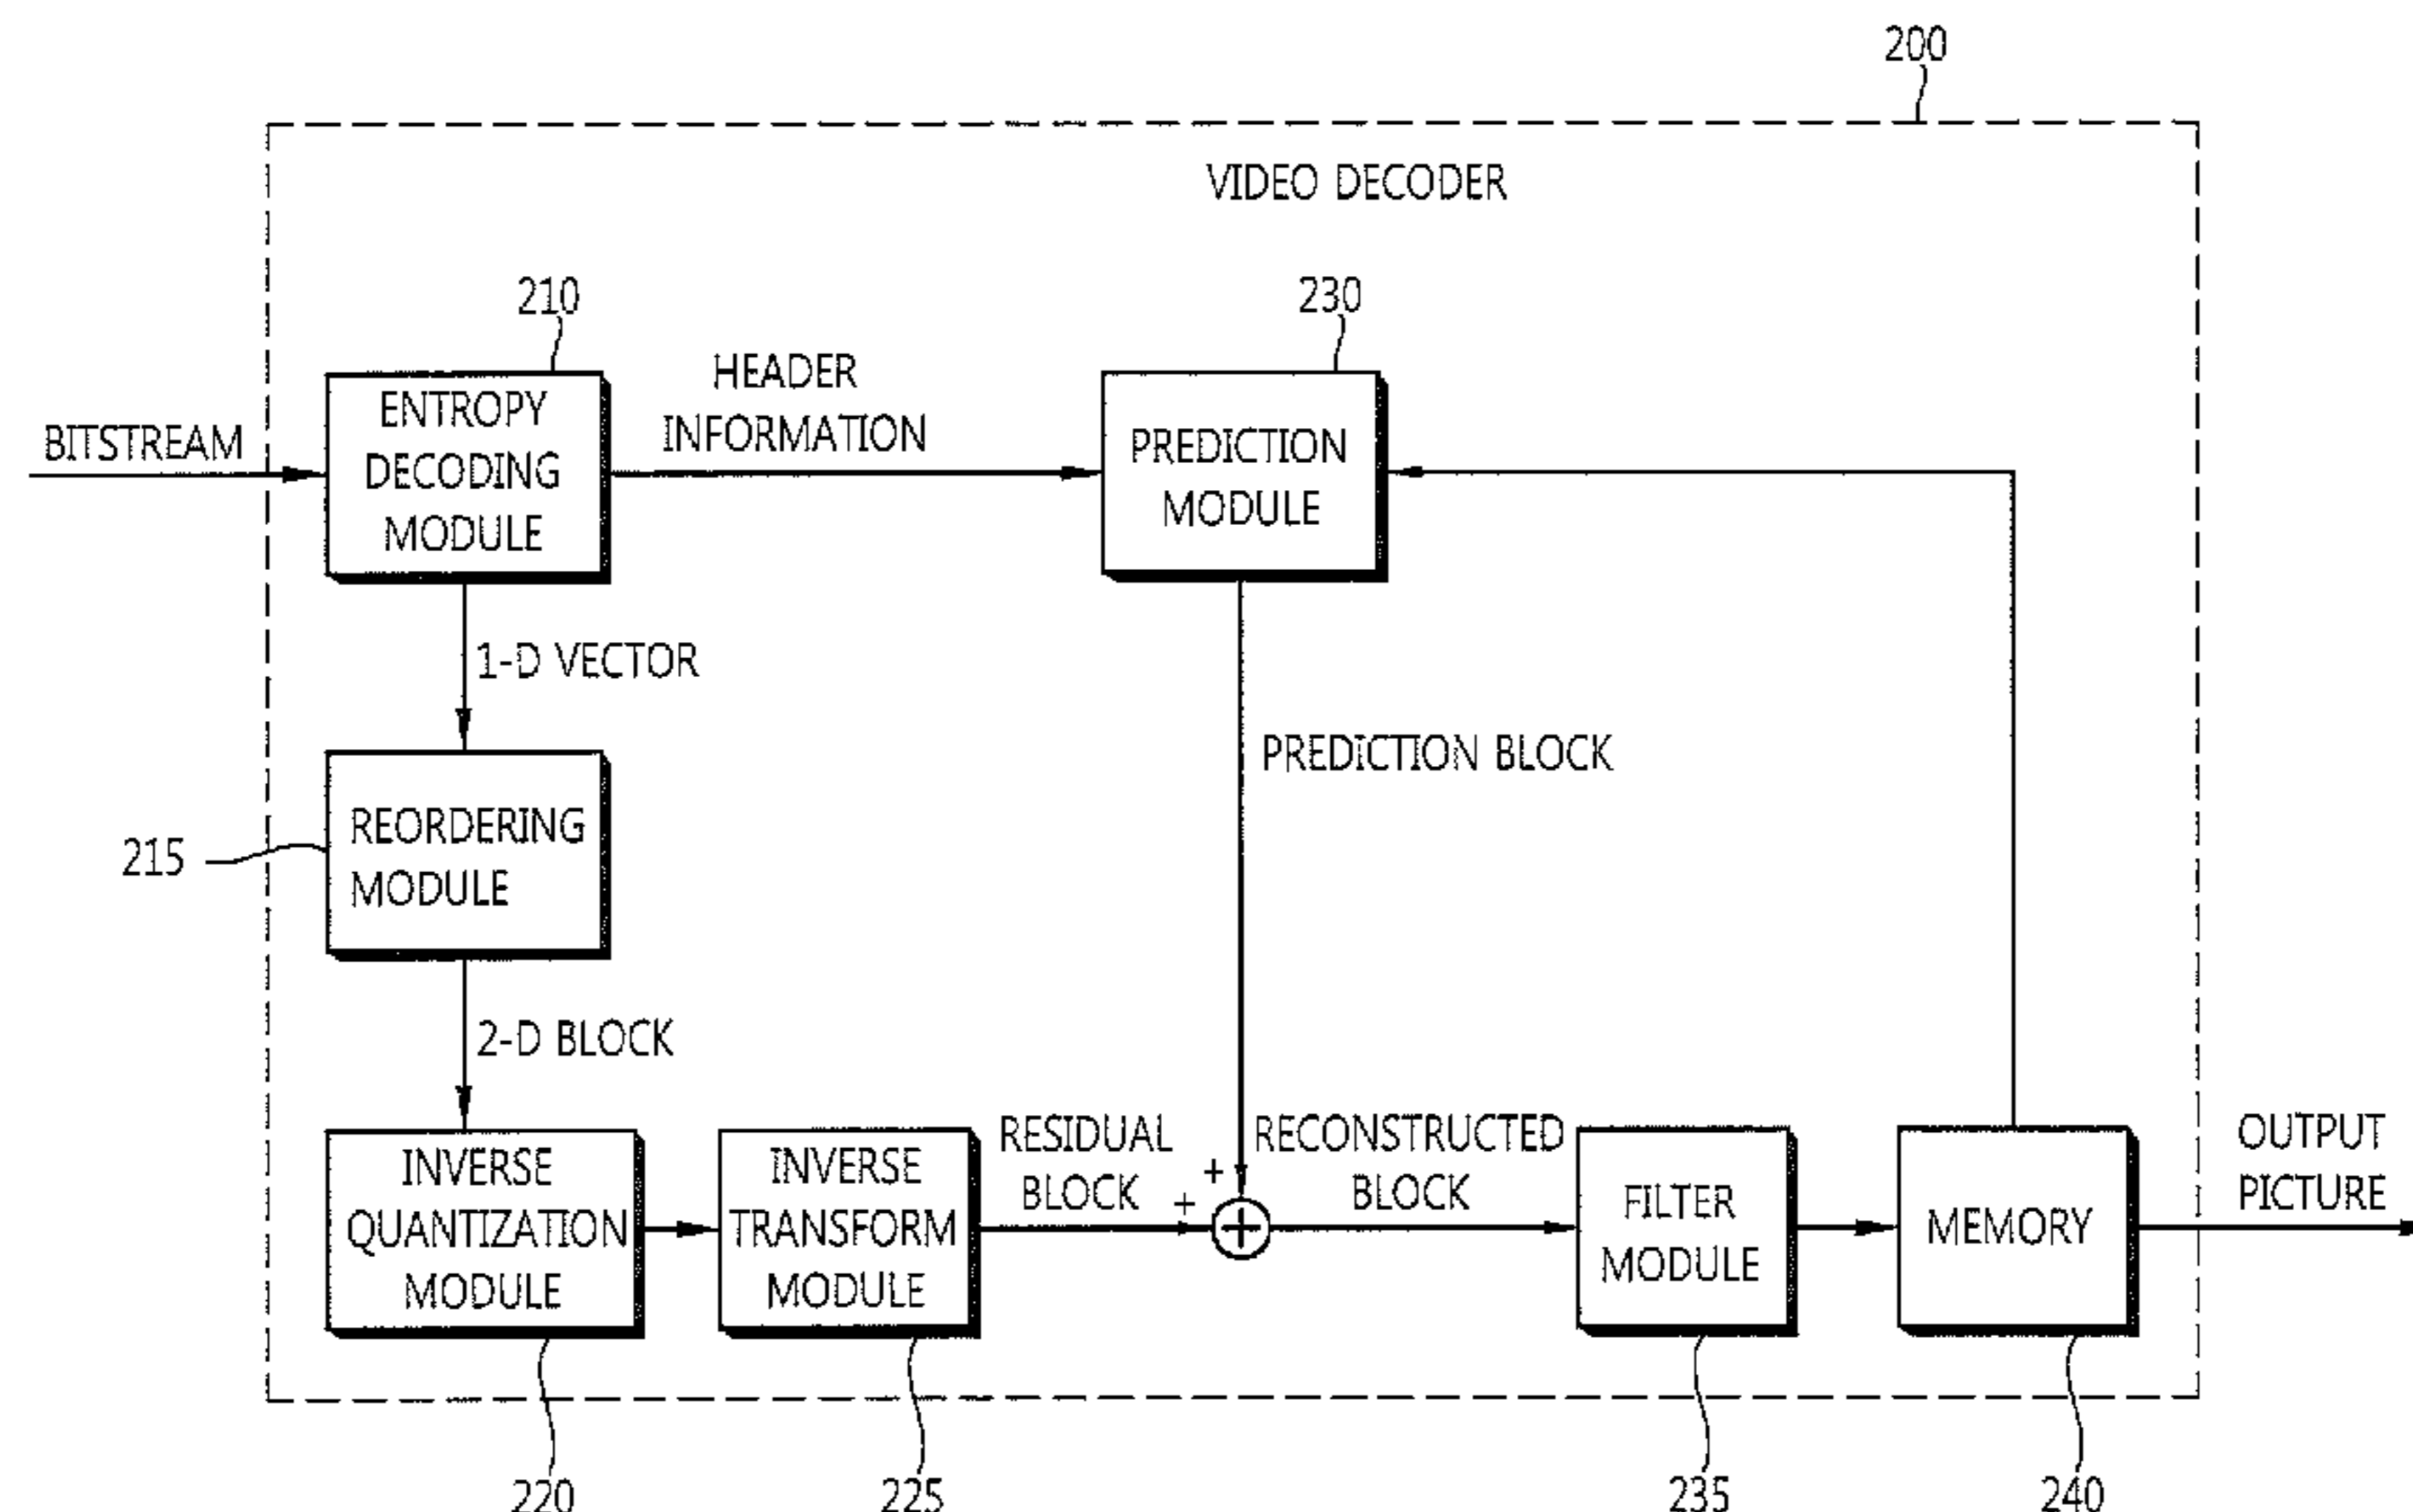 200
VIDEO DECODER
210
230
HEADER
INFORMATION
BITSTREAM
ENTROPY
DECODING
MODULE
PREDICTION
MODULE
1-D VECTOR
PREDICTION BLOCK
215
REORDERING
MODULE
2-D BLOCK
INVERSE
QUANTIZATION
MODULE
INVERSE
TRANSFORM
MODULE
RESIDUAL
BLOCK
+
+
+
RECONSTRUCTED
BLOCK
FILTER
MODULE
MEMORY
OUTPUT
PICTURE
220
225
235
240